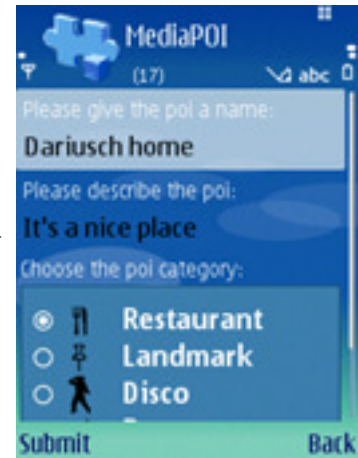 MediaPOI
(17)
abc
Please give the poi a name:
Dariusch home
Please describe the poi:
It's a nice place
Choose the poi category:
Restaurant
Landmark
Disco
Submit
Back